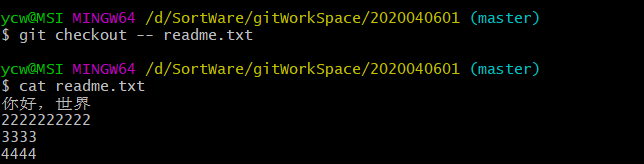 ycw@MSI MINGW64 /d/SortWare/gitWorkSpace/2020040601 (master)
$ git checkout -- readme.txt
ycw@MSI MINGW64 /d/SortWare/gitWorkSpace/2020040601 (master)
$ cat readme.txt
你好，世界
2222222222
3333
4444